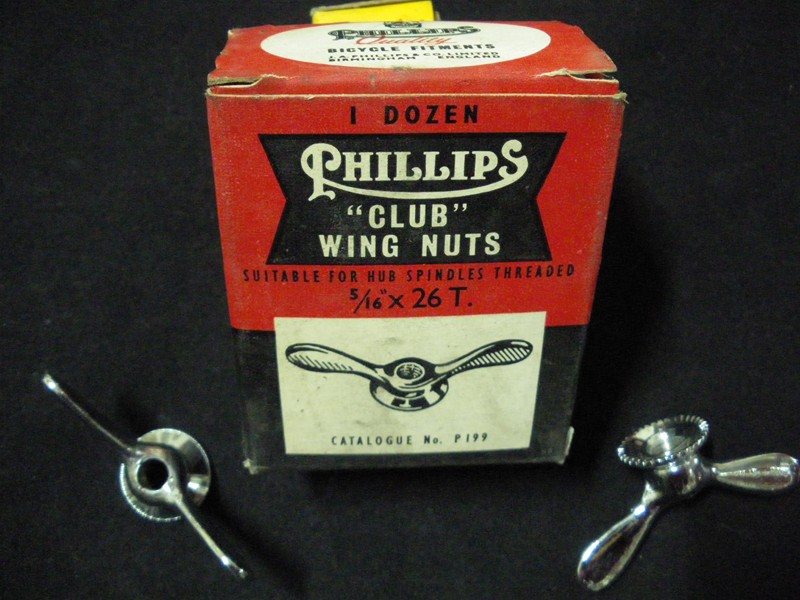 PHILLIPS
Quality
BICYCLE FITMENTS
J.A.PHILLIPS & CO. LIMITED
BIRMINGHAM ENGLAND
1 DOZEN
PHILLIPS
"CLUB"
WING NUTS
SUITABLE FOR HUB SPINDLES THREADED
5/16" x 26 T.
CATALOGUE No. P199